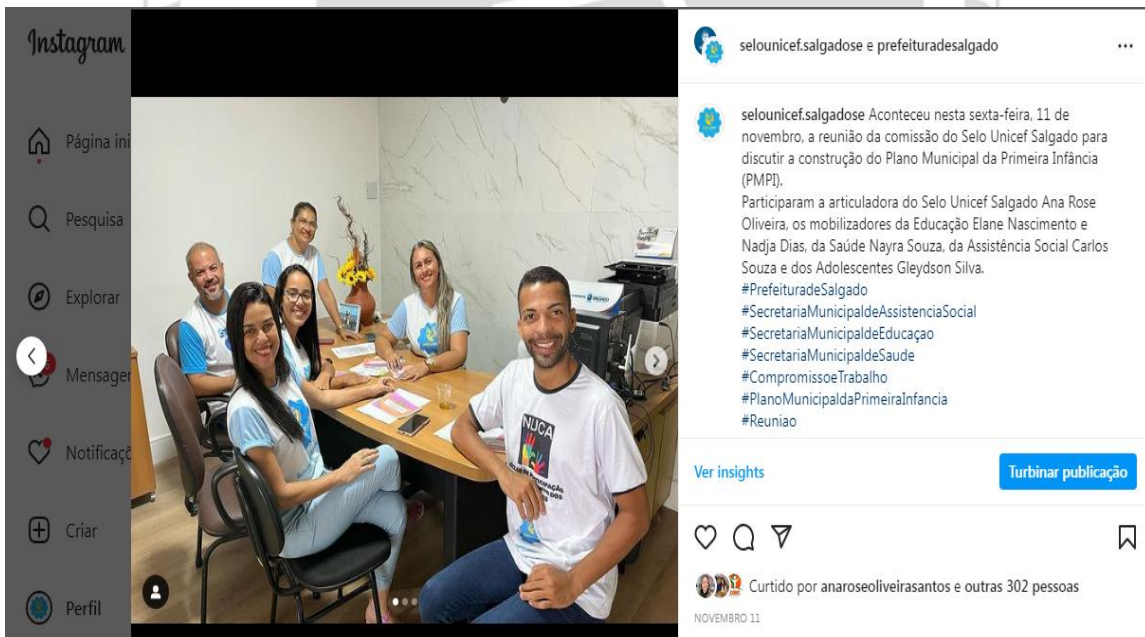 Instagram
Página ini
Pesquisa
Explorar
Mensager
Notificaçõ
Criar
Perfil
NUCA
SALGADO
selounicef.salgadose e prefeituradesalgado
selounicef.salgadose Aconteceu nesta sexta-feira, 11 de
novembro, a reunião da comissão do Selo Unicef Salgado para
discutir a construção do Plano Municipal da Primeira Infância
(PMPI).
Participaram a articuladora do Selo Unicef Salgado Ana Rose
Oliveira, os mobilizadores da Educação Elane Nascimento e
Nadja Dias, da Saúde Nayra Souza, da Assistência Social Carlos
Souza e dos Adolescentes Gleydson Silva.
#PrefeituradeSalgado
#SecretariaMunicipaldeAssistenciaSocial
#SecretariaMunicipaldeEducaçao
#SecretariaMunicipaldeSaude
#CompromissoeTrabalho
#PlanoMunicipaldaPrimeiraInfancia
#Reuniao
Ver insights
Turbinar publicação
Curtido por anaroseoliveirasantos e outras 302 pessoas
NOVEMBRO 11